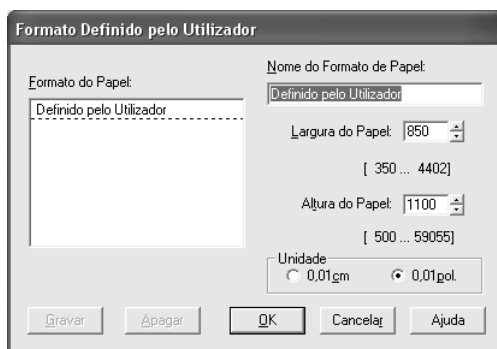 Formato Definido pelo Utilizador
Formato do Papel:
Definido pelo Utilizador
Nome do Formato de Papel:
Definido pelo Utilizador
Largura do Papel: 850
[ 350 ... 4402]
Altura do Papel: 1100
[ 500 ... 59055]
Unidade
0,01cm 0,01pol.
Gravar Apagar OK Cancelar Ajuda